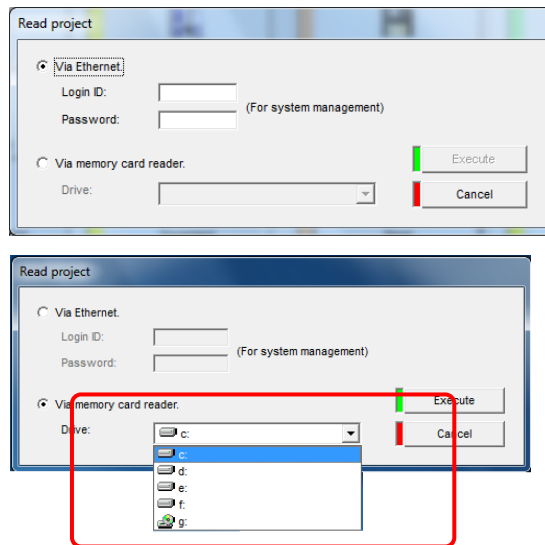 Read project
Via Ethernet.
Login ID:
(For system management)
Password:
Via memory card reader.
Execute
Drive:
Cancel
Read project
Via Ethernet.
Login ID:
(For system management)
Password:
Via memory card reader.
Execute
Drive: c:
Cancel
c:
d:
e:
f:
g: